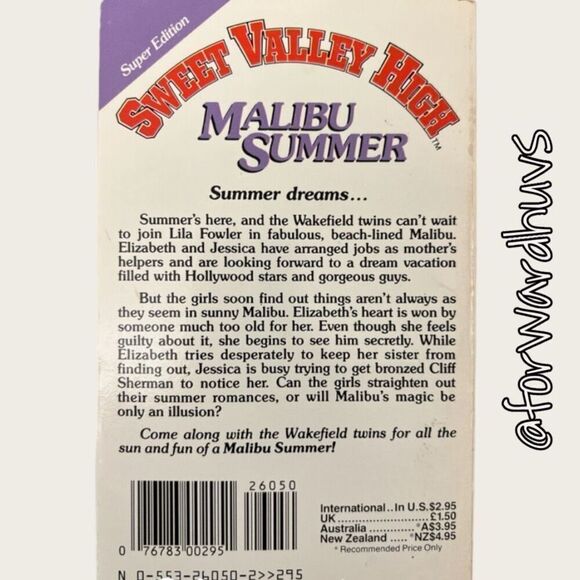 Super Edition
SWEET VALLEY HIGH™
MALIBU
SUMMER
Summer dreams...
Summer's here, and the Wakefield twins can't wait
to join Lila Fowler in fabulous, beach-lined Malibu.
Elizabeth and Jessica have arranged jobs as mother's
helpers and are looking forward to a dream vacation
filled with Hollywood stars and gorgeous guys.
But the girls soon find out things aren't always as
they seem in sunny Malibu. Elizabeth's heart is won by
someone much too old for her. Even though she feels
guilty about it, she begins to see him secretly. While
Elizabeth tries desperately to keep her sister from
finding out, Jessica is busy trying to get bronzed Cliff
Sherman to notice her. Can the girls straighten out
their summer romances, or will Malibu's magic be
only an illusion?
Come along with the Wakefield twins for all the
sun and fun of a Malibu Summer!
26050
0 76783 00295
International..In U.S.$2.95
UK....................£1.50
Australia...........*A$3.95
New Zealand....*NZ$4.95
* Recommended Price Only
N 0-553-26050-2>>295
@forwardhuvs